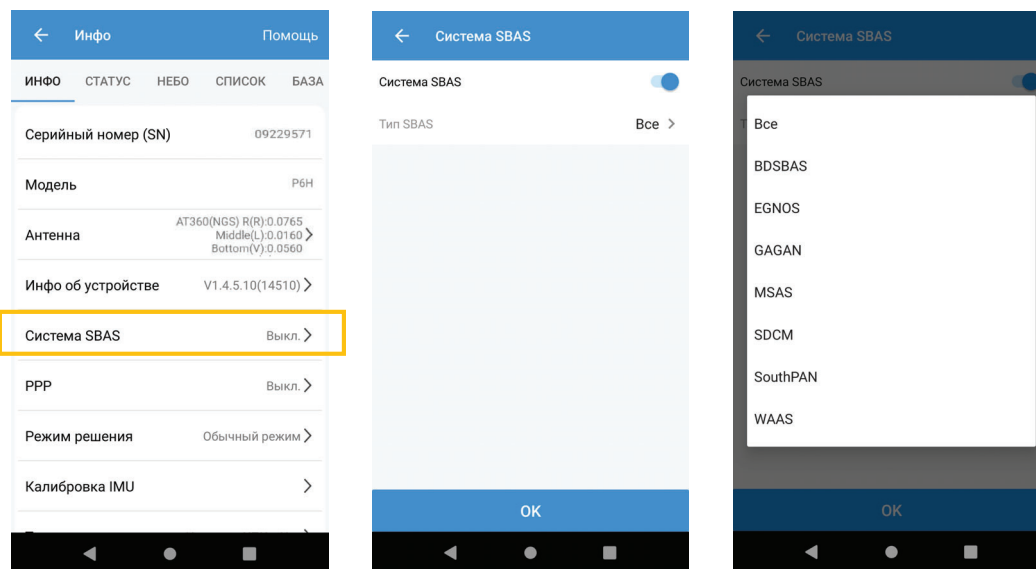 Инфо
Помощь
ИНФО СТАТУС НЕБО СПИСОК БАЗА
Серийный номер (SN) 09229571
Модель P6H
Антенна
AT360(NGS) R(R):0.0765
Middle(L):0.0160
Bottom(V):0.0560
Инфо об устройстве V1.4.5.10(14510)
Система SBAS Выкл.
PPP Выкл.
Режим решения Обычный режим
Калибровка IMU
Система SBAS
Система SBAS
Тип SBAS Все
OK
Система SBAS
Система SBAS
Все
BDSBAS
EGNOS
GAGAN
MSAS
SDCM
SouthPAN
WAAS
OK